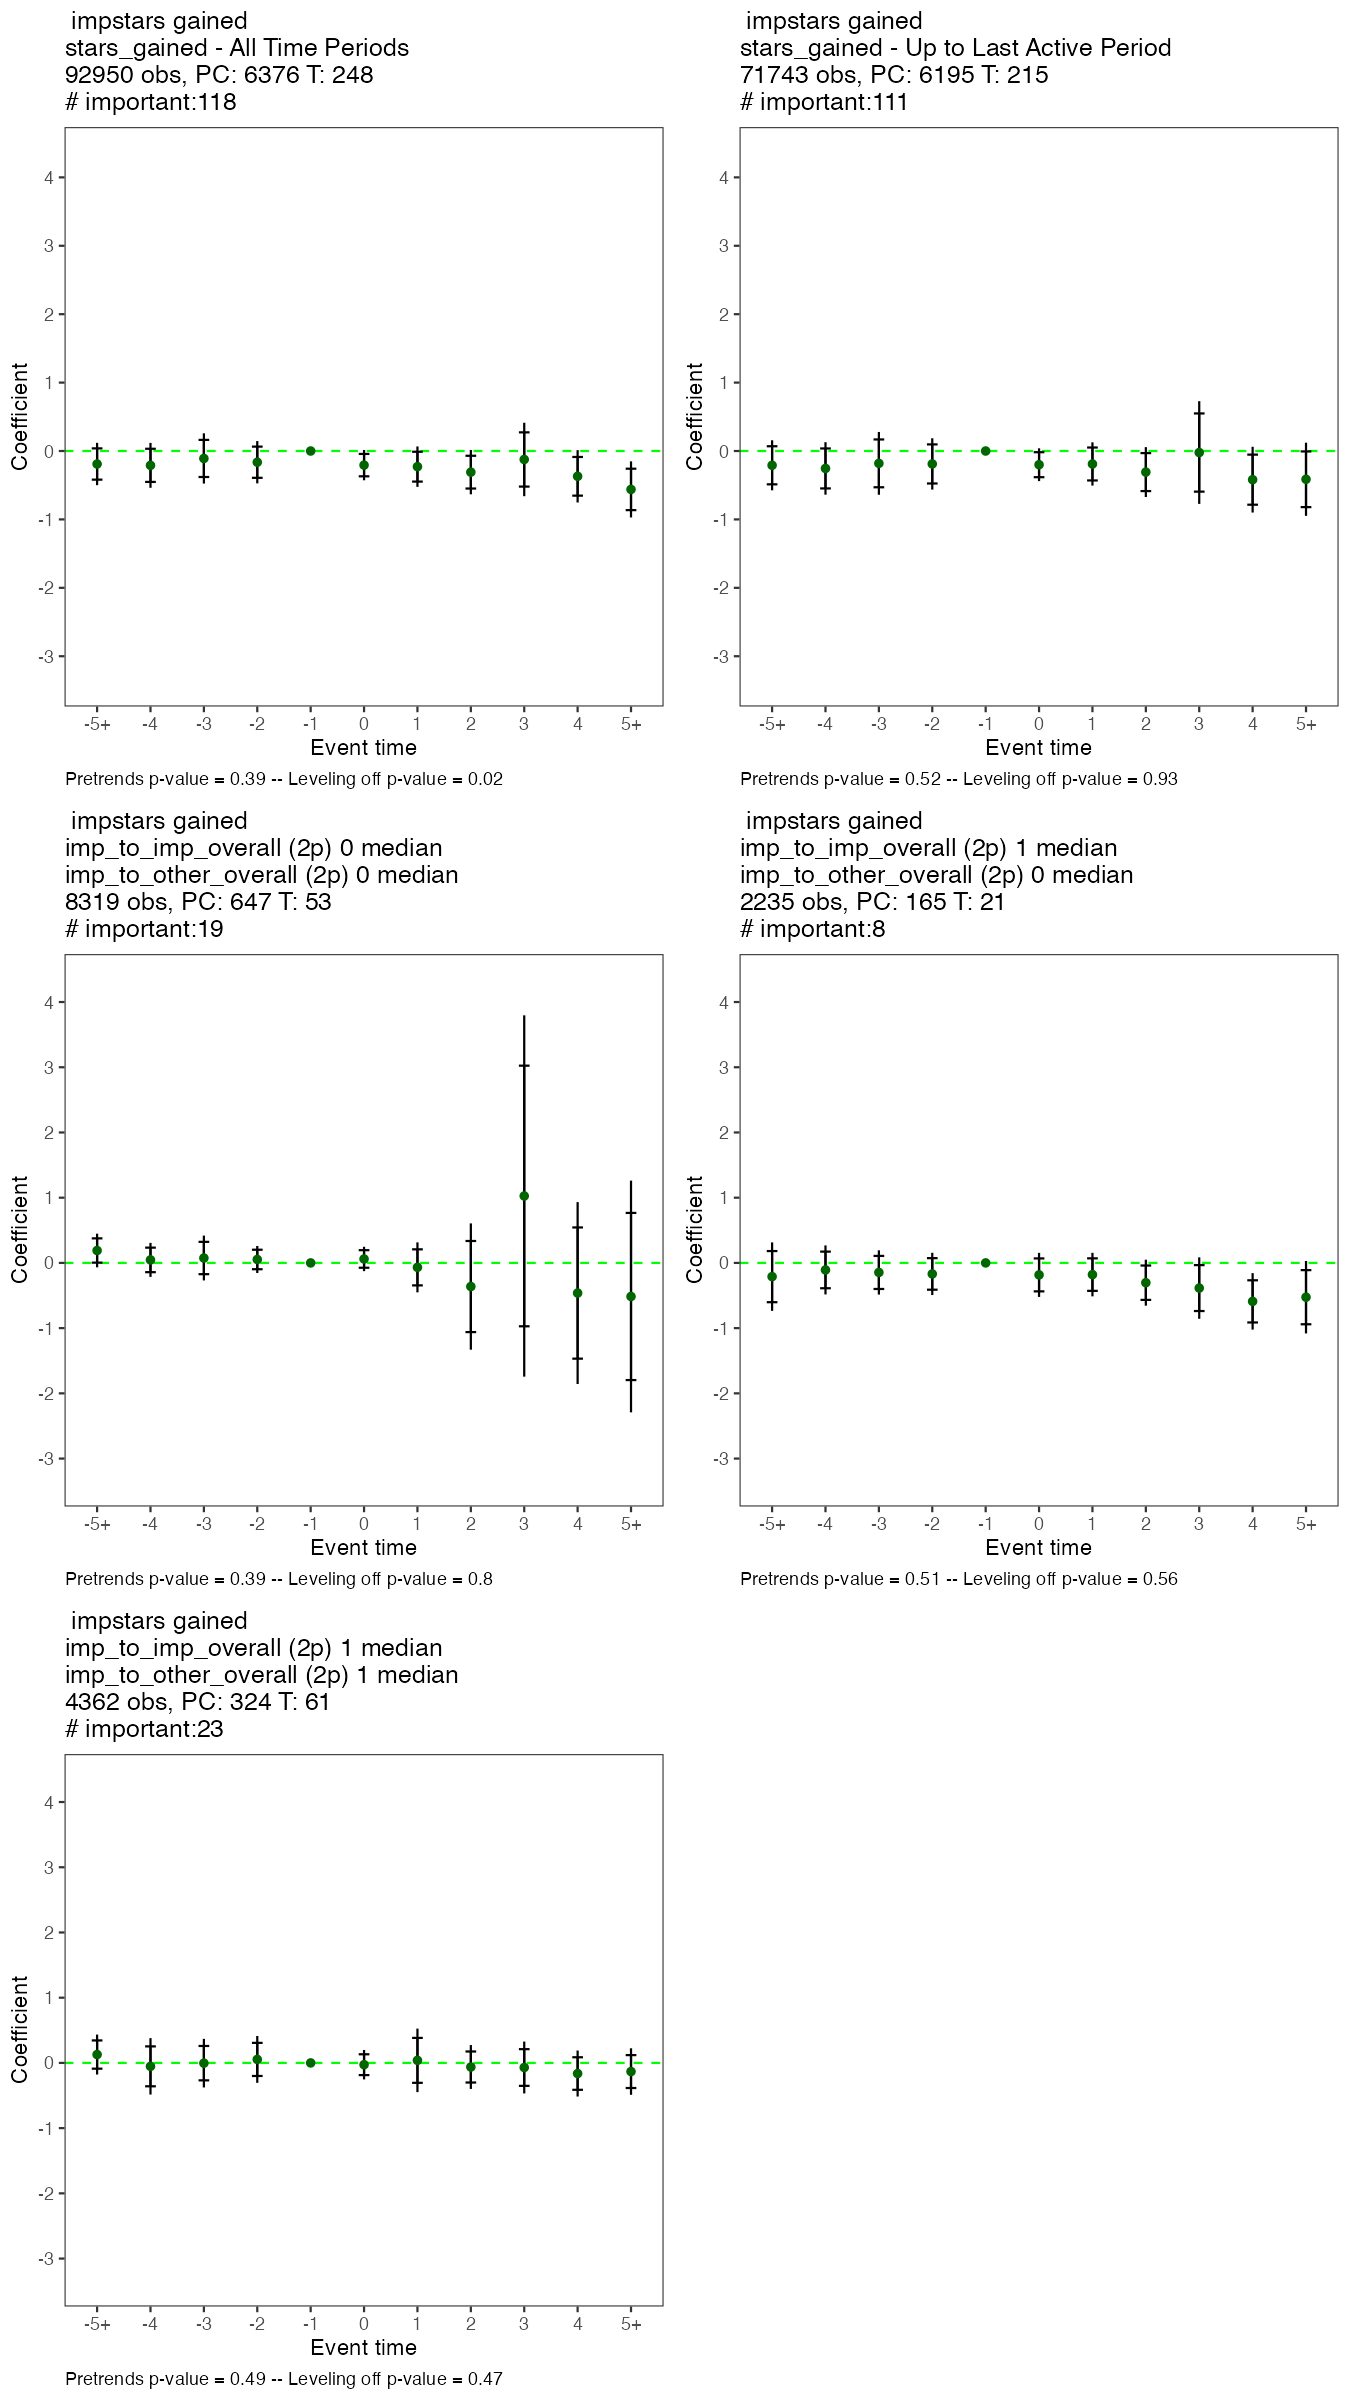 impstars gained
stars_gained - All Time Periods
92950 obs, PC: 6376 T: 248
# important:118
4
3
2
1
0
-1
-2
-3
Coefficient
-5+ -4 -3 -2 -1 0 1 2 3 4 5+
Event time
Pretrends p-value = 0.39 -- Leveling off p-value = 0.02
impstars gained
stars_gained - Up to Last Active Period
71743 obs, PC: 6195 T: 215
# important:111
4
3
2
1
0
-1
-2
-3
Coefficient
-5+ -4 -3 -2 -1 0 1 2 3 4 5+
Event time
Pretrends p-value = 0.52 -- Leveling off p-value = 0.93
impstars gained
imp_to_imp_overall (2p) 0 median
imp_to_other_overall (2p) 0 median
8319 obs, PC: 647 T: 53
# important:19
4
3
2
1
0
-1
-2
-3
Coefficient
-5+ -4 -3 -2 -1 0 1 2 3 4 5+
Event time
Pretrends p-value = 0.39 -- Leveling off p-value = 0.8
impstars gained
imp_to_imp_overall (2p) 1 median
imp_to_other_overall (2p) 0 median
2235 obs, PC: 165 T: 21
# important:8
4
3
2
1
0
-1
-2
-3
Coefficient
-5+ -4 -3 -2 -1 0 1 2 3 4 5+
Event time
Pretrends p-value = 0.51 -- Leveling off p-value = 0.56
impstars gained
imp_to_imp_overall (2p) 1 median
imp_to_other_overall (2p) 1 median
4362 obs, PC: 324 T: 61
# important:23
4
3
2
1
0
-1
-2
-3
Coefficient
-5+ -4 -3 -2 -1 0 1 2 3 4 5+
Event time
Pretrends p-value = 0.49 -- Leveling off p-value = 0.47